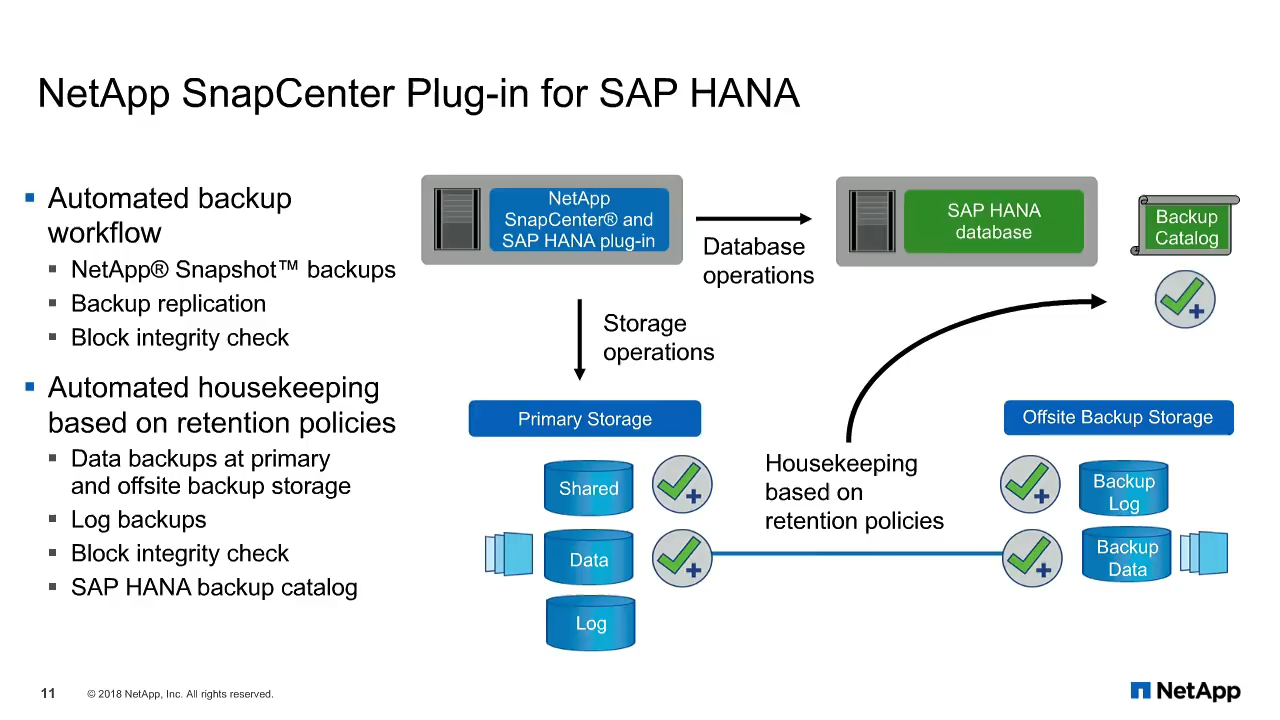 NetApp SnapCenter Plug-in for SAP HANA
Automated backup
workflow
NetApp® Snapshot™ backups
Backup replication
Block integrity check
Automated housekeeping
based on retention policies
Data backups at primary
and offsite backup storage
Log backups
Block integrity check
SAP HANA backup catalog
NetApp
SnapCenter® and
SAP HANA plug-in
Database
operations
SAP HANA
database
Backup
Catalog
Storage
operations
Primary Storage
Offsite Backup Storage
Shared
Data
Log
Housekeeping
based on
retention policies
Backup
Log
Backup
Data
11
© 2018 NetApp, Inc. All rights reserved.
NetApp